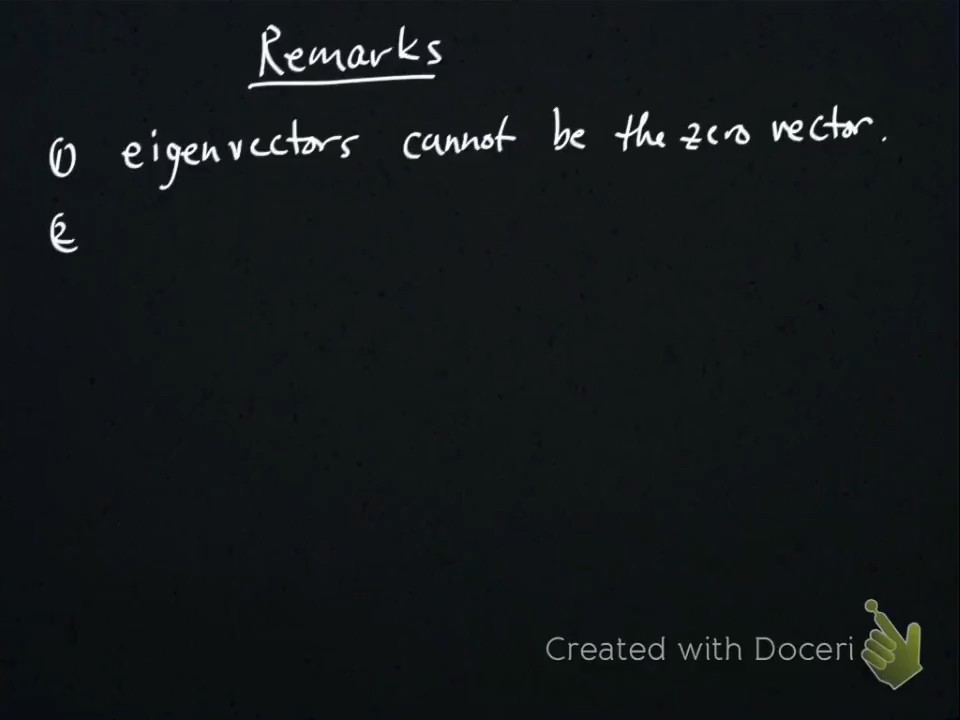 Remarks
① eigenvectors cannot be the zero vector.
②
Created with Doceri